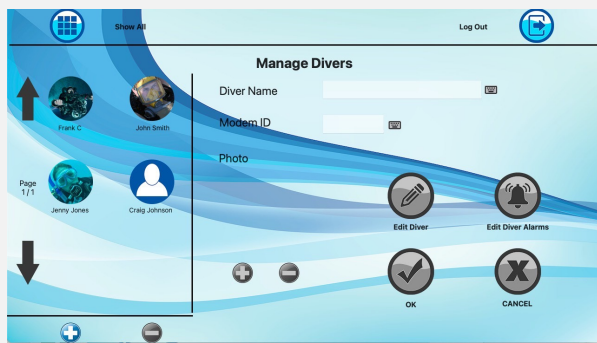 Show All
Log Out
Manage Divers
Diver Name
Modem ID
Photo
Frank C
John Smith
Page
1/1
Jenny Jones
Craig Johnson
Edit Diver
Edit Diver Alarms
OK
CANCEL